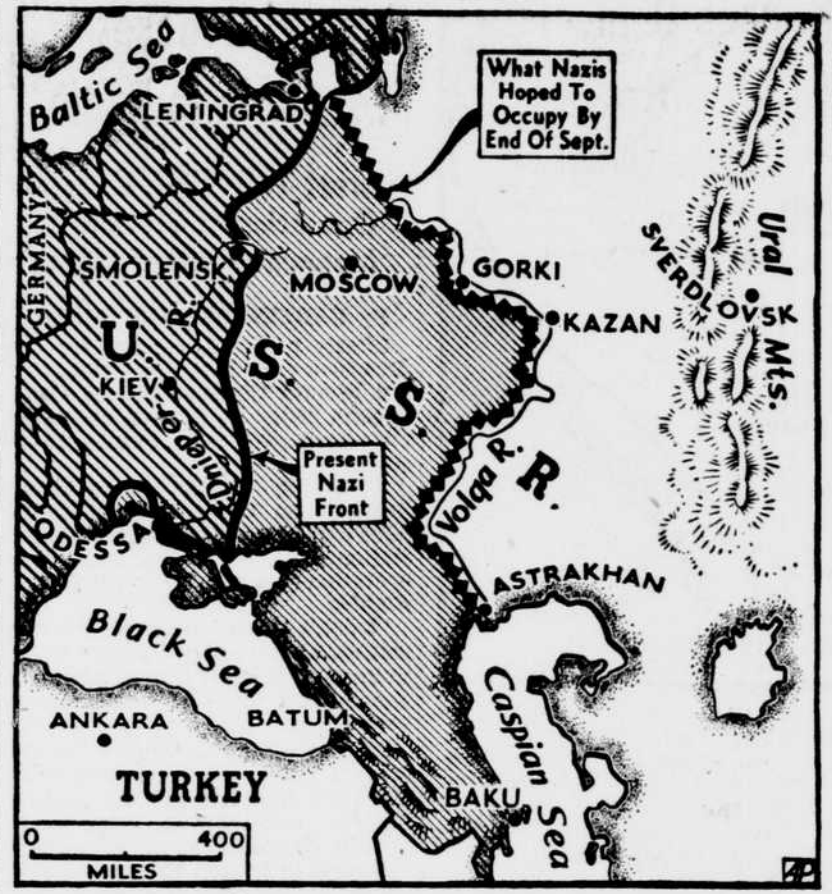 Baltic Sea
LENINGRAD
What Nazis
Hoped To
Occupy By
End Of Sept.
GERMANY
SMOLENSK
MOSCOW
GORKI
KAZAN
SVERDLOVSK
Ural Mts.
U. S. S. R.
KIEV
Dnieper R.
Present
Nazi
Front
Volga R.
ODESSA
ASTRAKHAN
Black Sea
Caspian Sea
ANKARA
BATUM
TURKEY
BAKU
0 400
MILES
AP